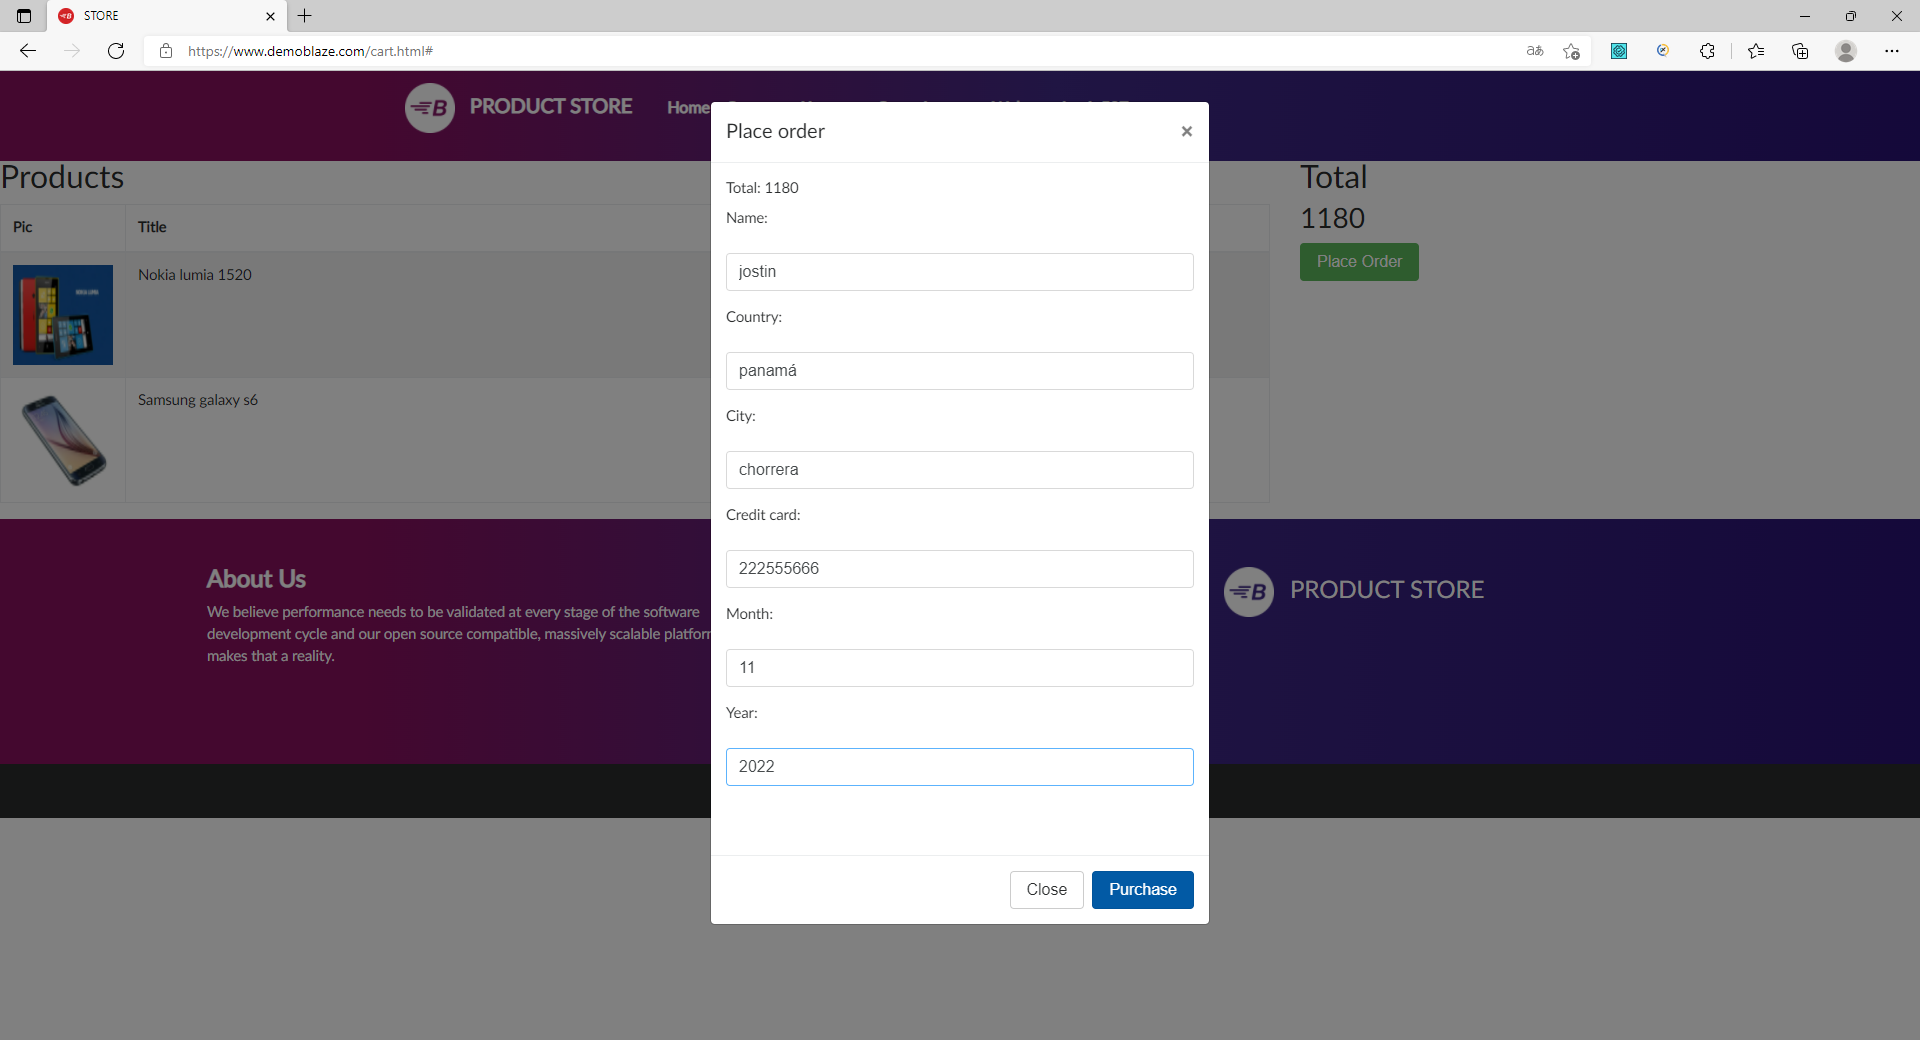 STORE
https://www.demoblaze.com/cart.html#
PRODUCT STORE
Home
Place order
×
Products
Total
Pic
Title
1180
Place Order
Nokia lumia 1520
Samsung galaxy s6
Total: 1180
Name:
jostin
Country:
panamá
City:
chorrera
Credit card:
222555666
Month:
11
Year:
2022
Close
Purchase
About Us
We believe performance needs to be validated at every stage of the software
development cycle and our open source compatible, massively scalable platfor
makes that a reality.
PRODUCT STORE